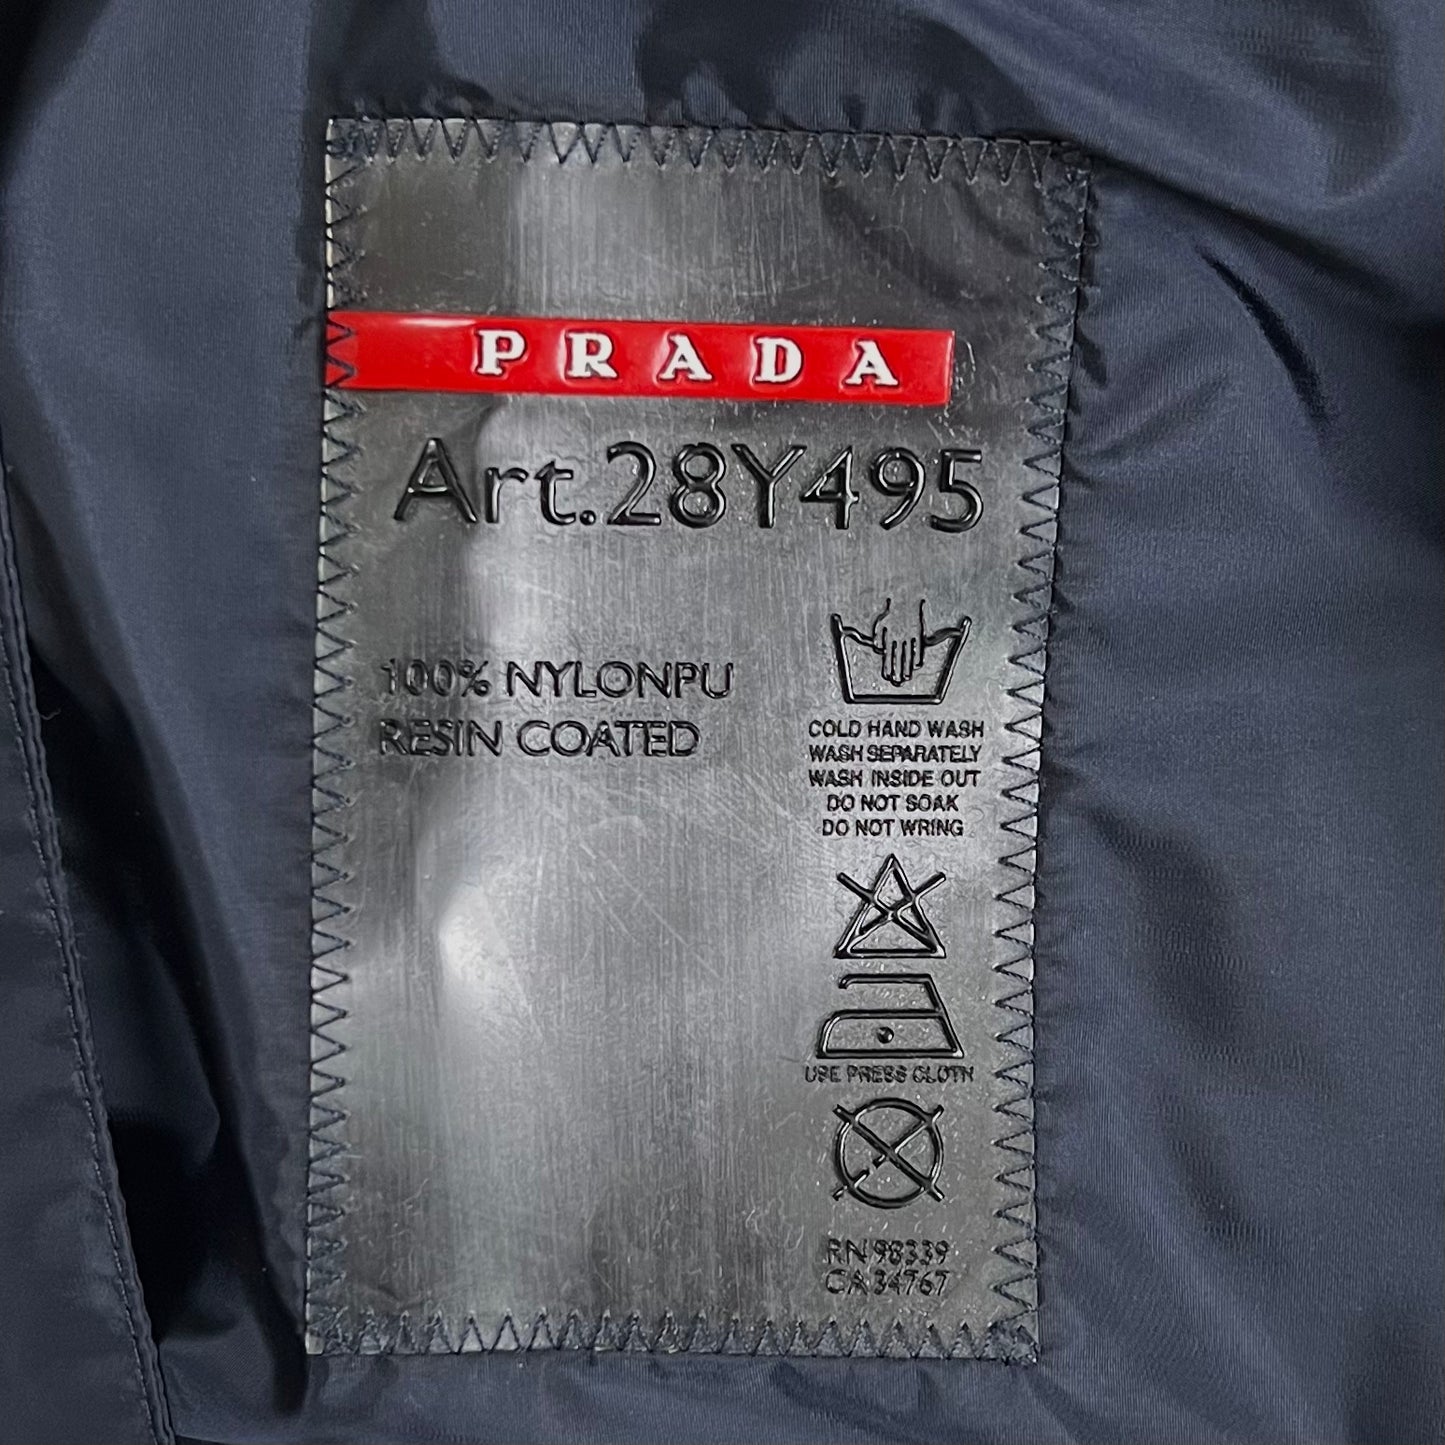 PRADA
Art.28Y495
100% NYLONPU
RESIN COATED
COLD HAND WASH
WASH SEPARATELY
WASH INSIDE OUT
DO NOT SOAK
DO NOT WRING
USE PRESS CLOTH
RN 98339
CA 34767